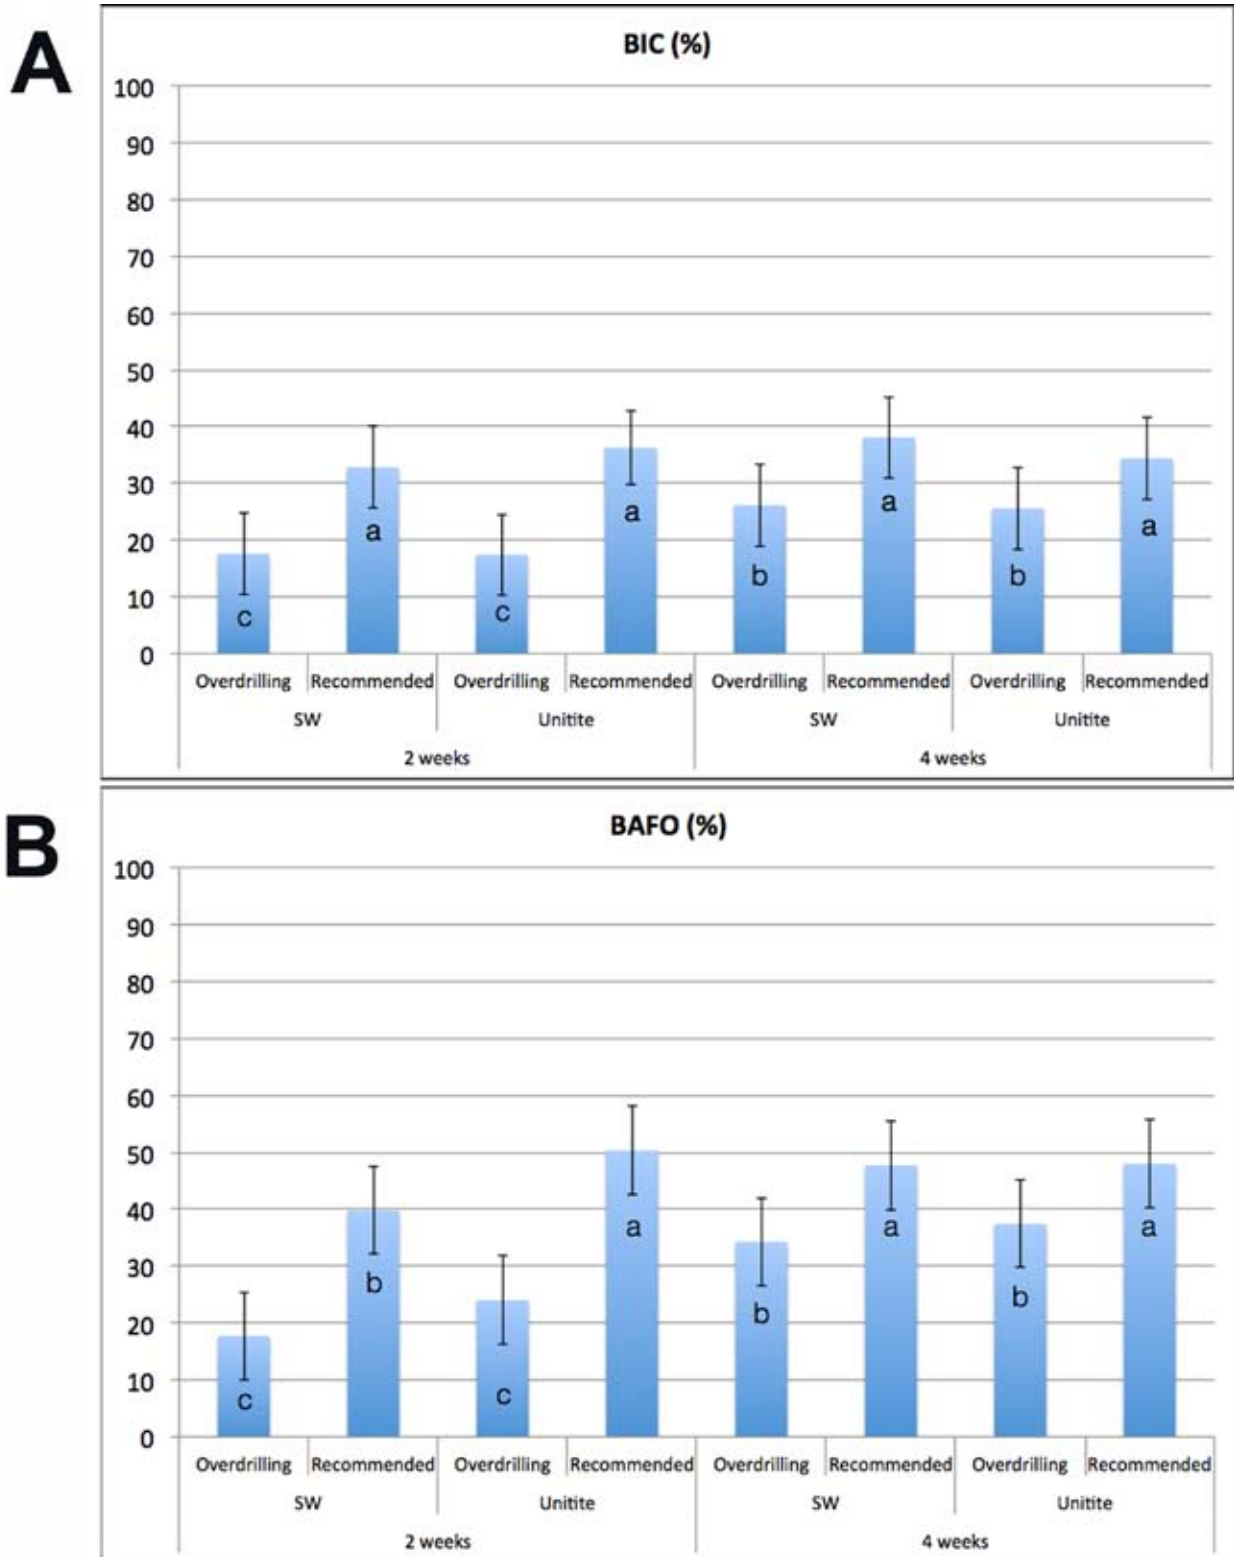 A
BIC (%)
100
90
80
70
60
50
40
30
20
10
0
c
a
c
a
b
a
b
a
Overdrilling Recommended Overdrilling Recommended Overdrilling Recommended Overdrilling Recommended
SW Unitite SW Unitite
2 weeks 4 weeks
B
BAFO (%)
100
90
80
70
60
50
40
30
20
10
0
c
b
c
a
b
a
b
a
Overdrilling Recommended Overdrilling Recommended Overdrilling Recommended Overdrilling Recommended
SW Unitite SW Unitite
2 weeks 4 weeks